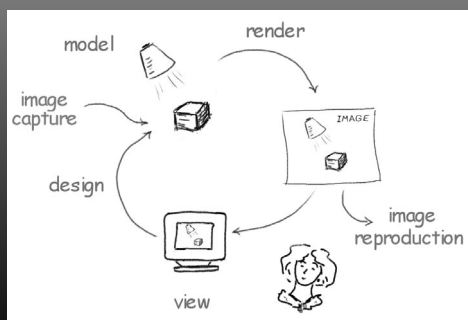 model
render
image
capture
IMAGE
design
image
reproduction
view